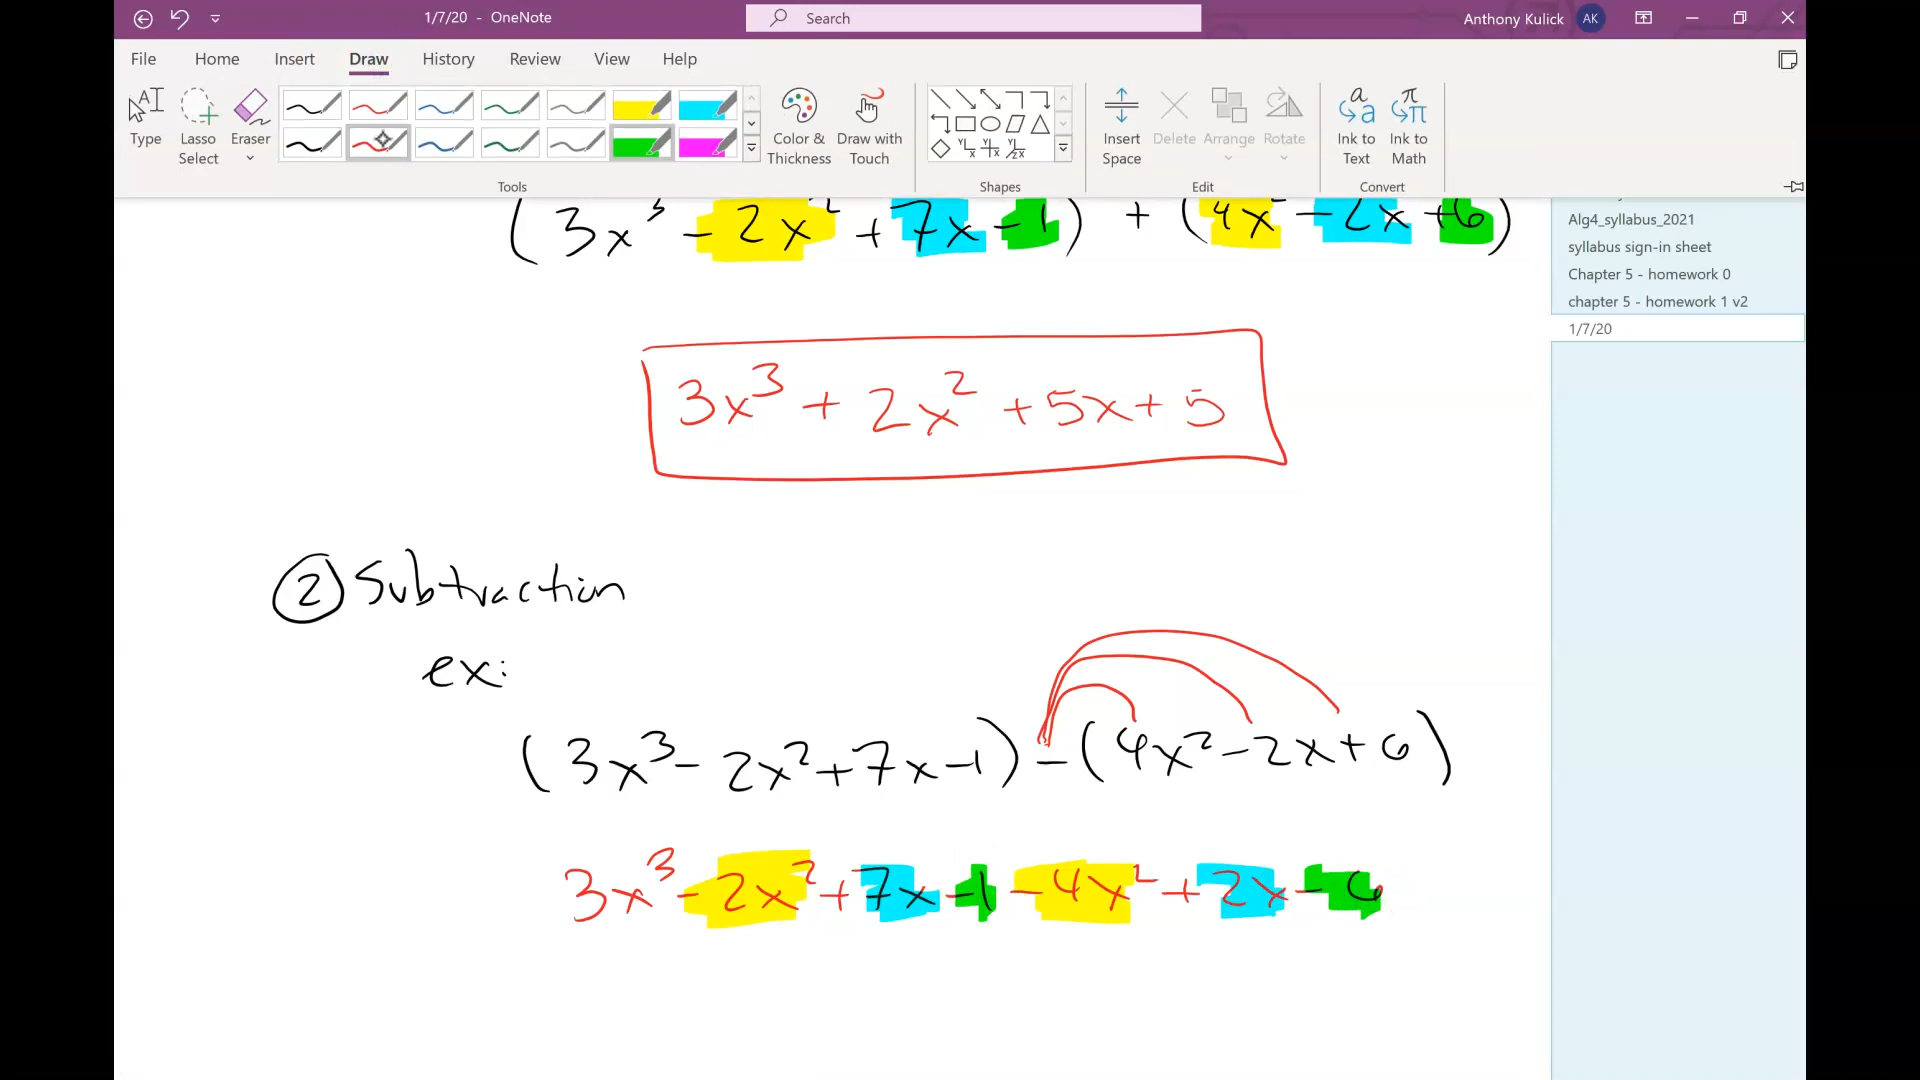 1/7/20 - OneNote
Search
Anthony Kulick AK
File Home Insert Draw History Review View Help
Type
Lasso Select
Eraser
Color & Thickness
Draw with Touch
Insert Space
Delete
Arrange
Rotate
Ink to Text
Ink to Math
Tools
Shapes
Edit
Convert
Alg4_syllabus_2021
syllabus sign-in sheet
Chapter 5 - homework 0
chapter 5 - homework 1 v2
1/7/20
(3x³ - 2x² + 7x - 1) + (4x² - 2x + 6)
3x³ + 2x² + 5x + 5
② Subtraction
ex:
(3x³ - 2x² + 7x - 1) - (4x² - 2x + 6)
3x³ - 2x² + 7x - 1 - 4x² + 2x - 6